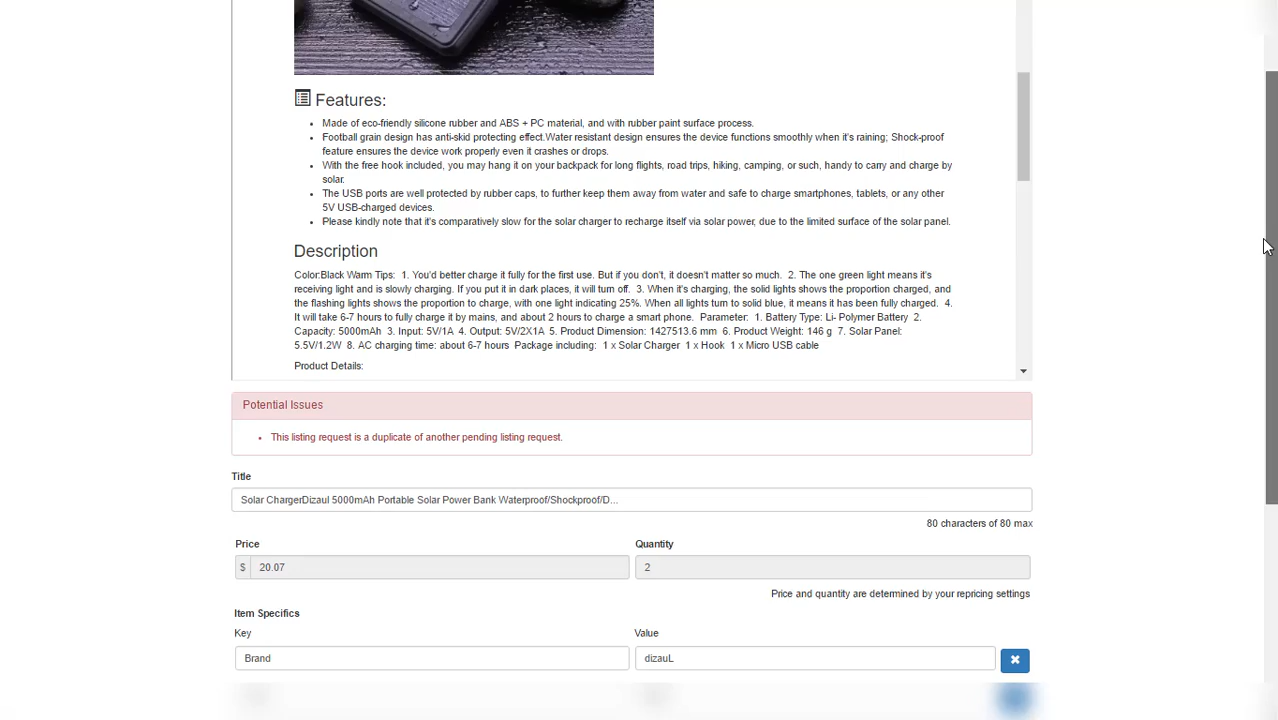 Features:
Made of eco-friendly silicone rubber and ABS + PC material, and with rubber paint surface process.
Football grain design has anti-skid protecting effect.Water resistant design ensures the device functions smoothly when it's raining; Shock-proof
feature ensures the device work properly even it crashes or drops.
With the free hook included, you may hang it on your backpack for long flights, road trips, hiking, camping, or such, handy to carry and charge by
solar.
The USB ports are well protected by rubber caps, to further keep them away from water and safe to charge smartphones, tablets, or any other
5V USB-charged devices.
Please kindly note that it's comparatively slow for the solar charger to recharge itself via solar power, due to the limited surface of the solar panel.
Description
Color:Black Warm Tips: 1. You'd better charge it fully for the first use. But if you don't, it doesn't matter so much. 2. The one green light means it's
receiving light and is slowly charging. If you put it in dark places, it will turn off. 3. When it's charging, the solid lights shows the proportion charged, and
the flashing lights shows the proportion to charge, with one light indicating 25%. When all lights turn to solid blue, it means it has been fully charged. 4.
It will take 6-7 hours to fully charge it by mains, and about 2 hours to charge a smart phone. Parameter: 1. Battery Type: Li- Polymer Battery 2.
Capacity: 5000mAh 3. Input: 5V/1A 4. Output: 5V/2X1A 5. Product Dimension: 1427513.6 mm 6. Product Weight: 146 g 7. Solar Panel:
5.5V/1.2W 8. AC charging time: about 6-7 hours Package including: 1 x Solar Charger 1 x Hook 1 x Micro USB cable
Product Details:
Potential Issues
This listing request is a duplicate of another pending listing request.
Title
Solar ChargerDizaul 5000mAh Portable Solar Power Bank Waterproof/Shockproof/D...
80 characters of 80 max
Price Quantity
$ 20.07 2
Price and quantity are determined by your repricing settings
Item Specifics
Key Value
Brand dizauL